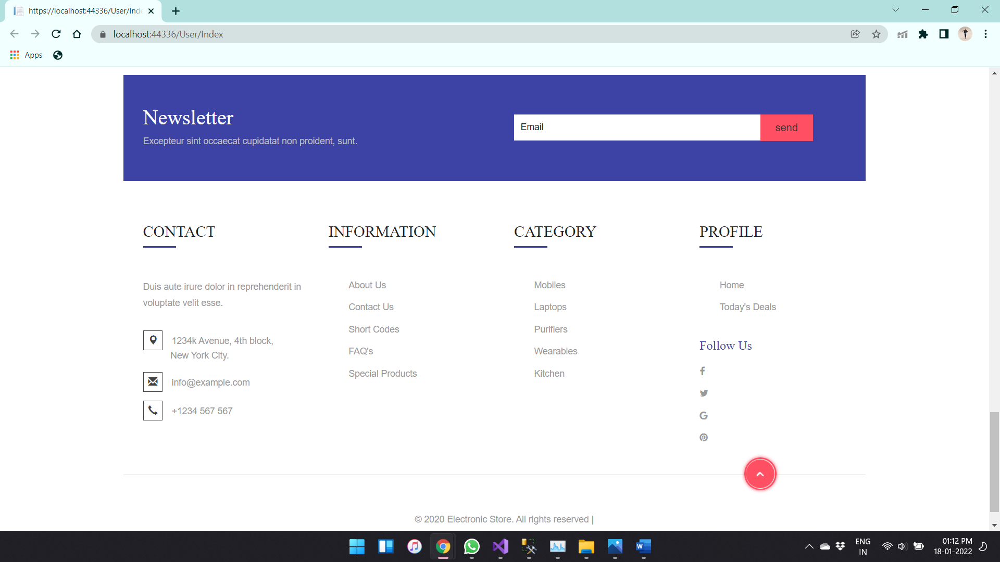 https://localhost:44336/User/Inde
localhost:44336/User/Index
Apps
Newsletter
Excepteur sint occaecat cupidatat non proident, sunt.
Email
send
CONTACT
Duis aute irure dolor in reprehenderit in
voluptate velit esse.
1234k Avenue, 4th block,
New York City.
info@example.com
+1234 567 567
INFORMATION
About Us
Contact Us
Short Codes
FAQ's
Special Products
CATEGORY
Mobiles
Laptops
Purifiers
Wearables
Kitchen
PROFILE
Home
Today's Deals
Follow Us
© 2020 Electronic Store. All rights reserved |
ENG
IN
01:12 PM
18-01-2022